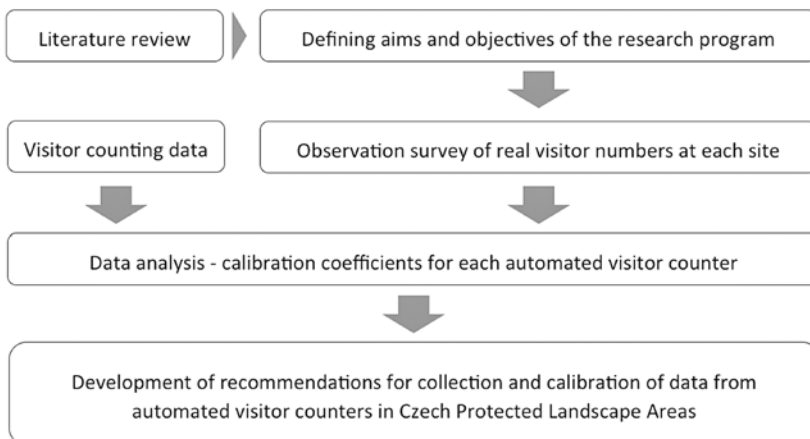 Literature review
Defining aims and objectives of the research program
Visitor counting data
Observation survey of real visitor numbers at each site
Data analysis - calibration coefficients for each automated visitor counter
Development of recommendations for collection and calibration of data from
automated visitor counters in Czech Protected Landscape Areas